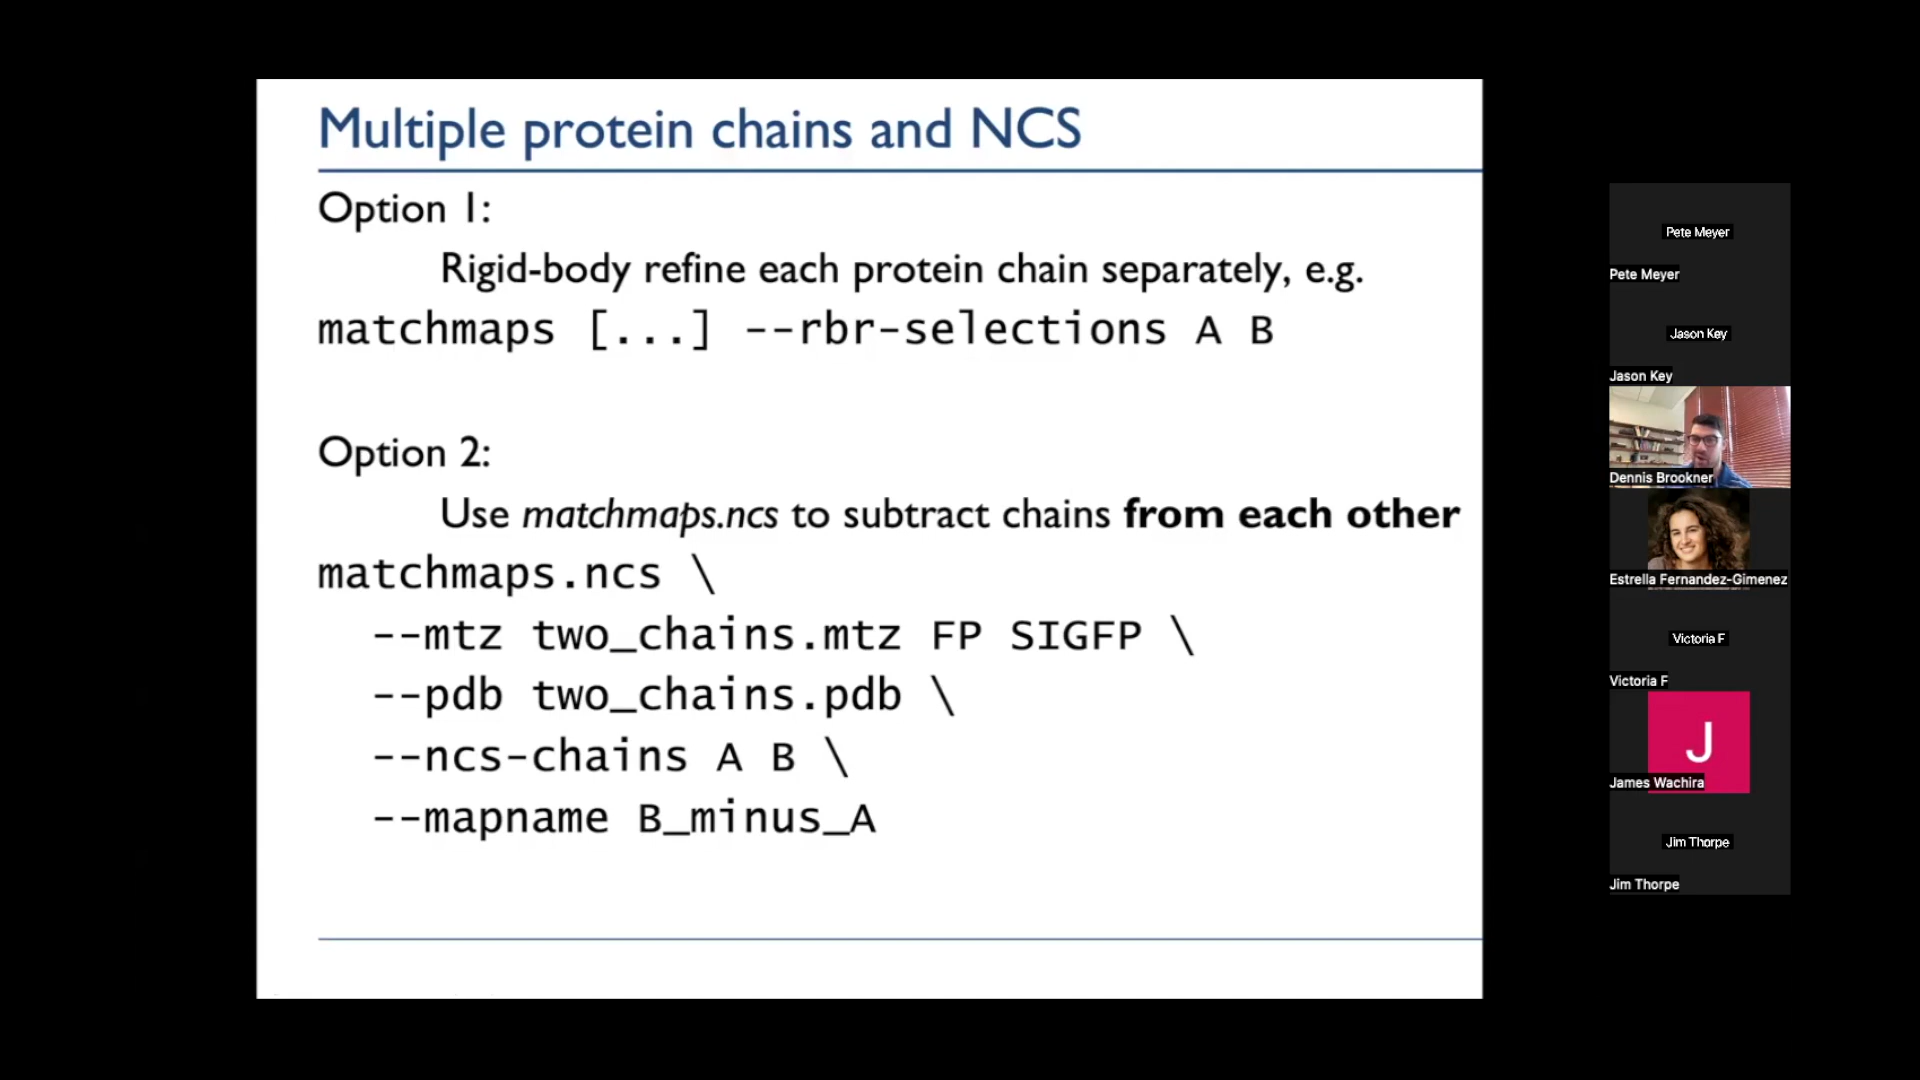 Multiple protein chains and NCS
Option 1:
Rigid-body refine each protein chain separately, e.g.
matchmaps [...] --rbr-selections A B
Option 2:
Use matchmaps.ncs to subtract chains from each other
matchmaps.ncs \
--mtz two_chains.mtz FP SIGFP \
--pdb two_chains.pdb \
--ncs-chains A B \
--mapname B_minus_A
Pete Meyer
Pete Meyer
Jason Key
Jason Key
Dennis Brookner
Estrella Fernandez-Gimenez
Victoria F
Victoria F
J
James Wachira
Jim Thorpe
Jim Thorpe